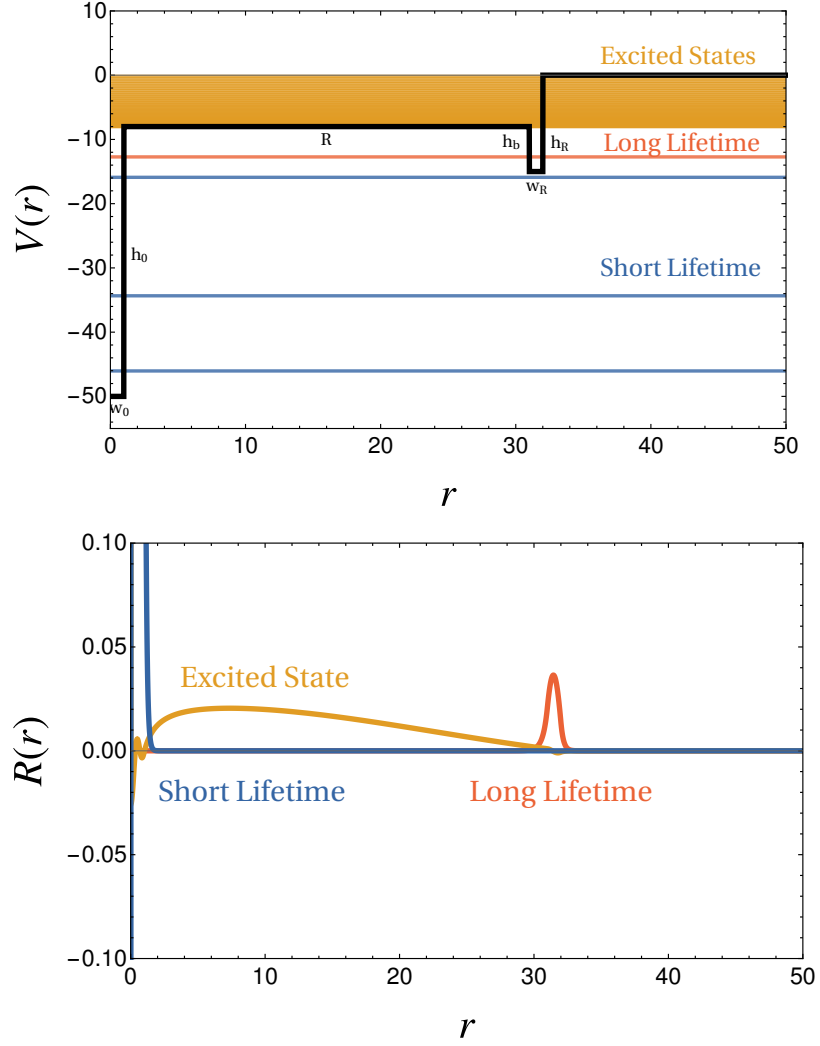 10
0
−10
−20
−30
−40
−50
V(r)
Excited States
Long Lifetime
Short Lifetime
R
h_b
h_R
w_R
h_0
w_0
0 10 20 30 40 50
r
0.10
0.05
0.00
−0.05
−0.10
R(r)
Excited State
Short Lifetime
Long Lifetime
0 10 20 30 40 50
r